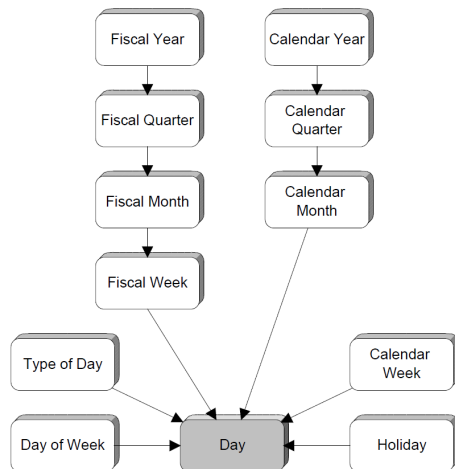 Fiscal Year
Calendar Year
Fiscal Quarter
Calendar
Quarter
Fiscal Month
Calendar
Month
Fiscal Week
Type of Day
Calendar
Week
Day of Week
Day
Holiday